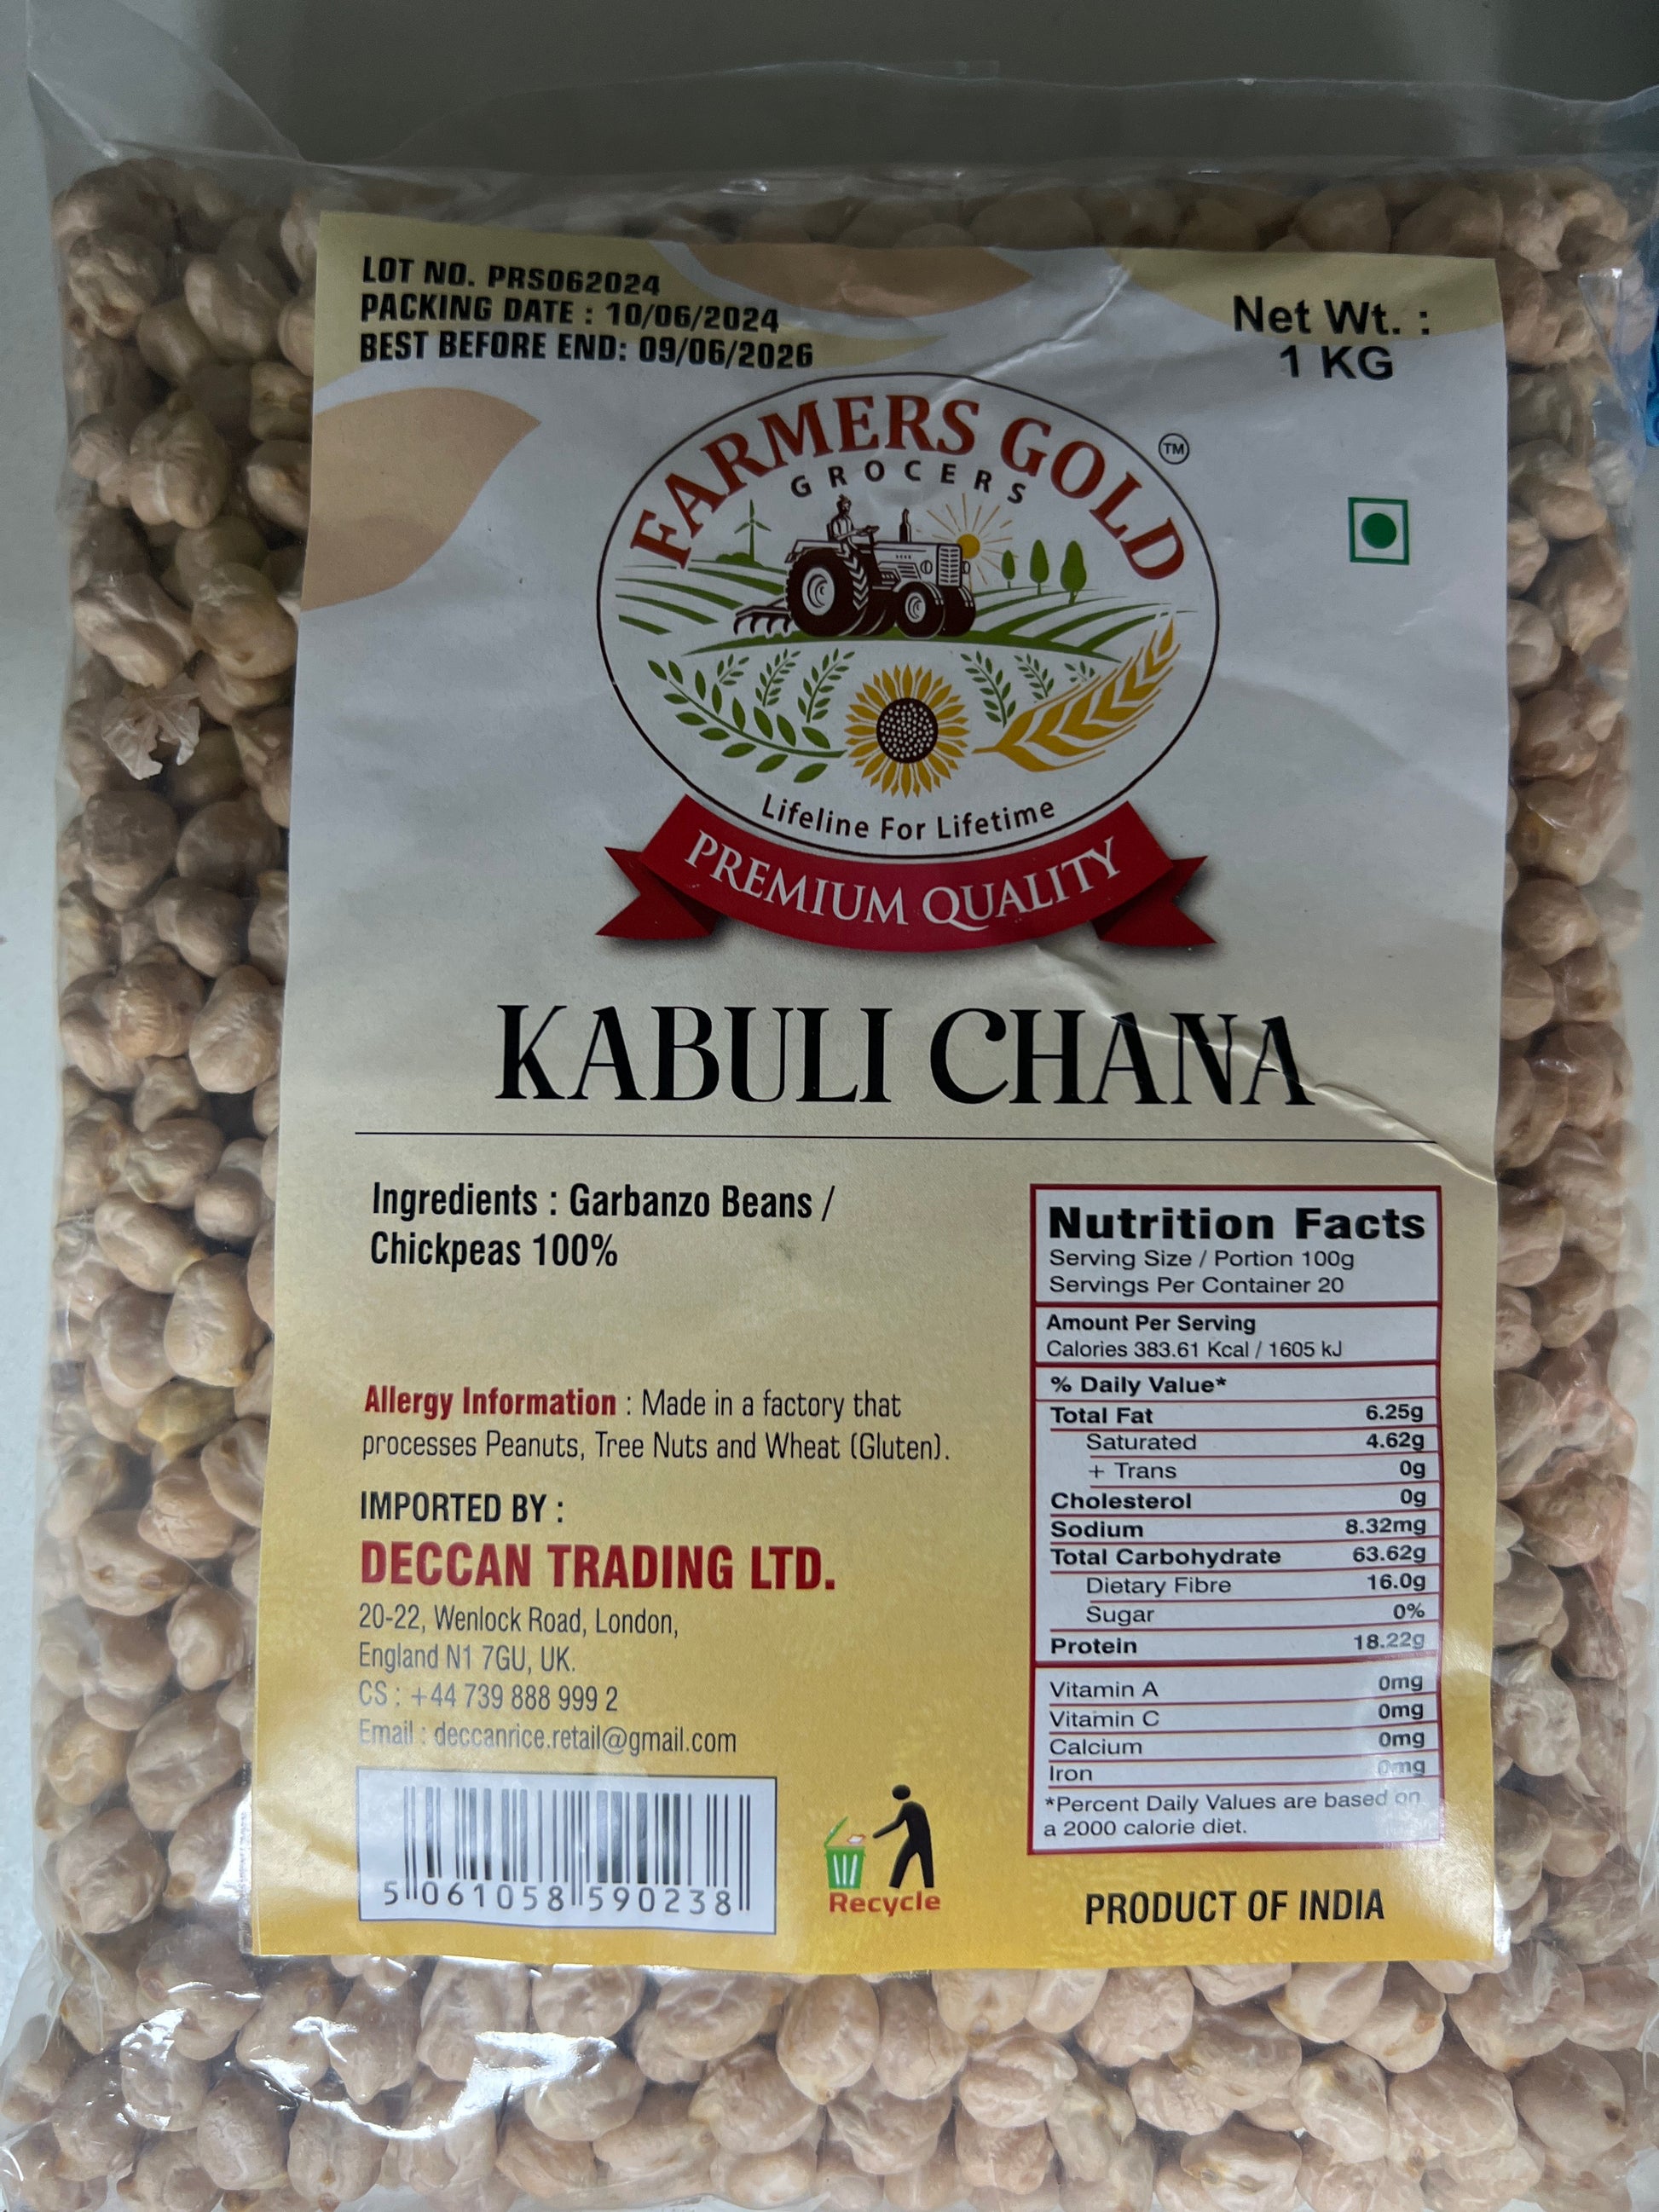 LOT NO. PRS062024
PACKING DATE : 10/06/2024
BEST BEFORE END: 09/06/2026
Net Wt. :
1 KG
FARMERS GOLD
TM
GROCERS
Lifeline For Lifetime
PREMIUM QUALITY
KABULI CHANA
Ingredients : Garbanzo Beans /
Chickpeas 100%
Allergy Information : Made in a factory that
processes Peanuts, Tree Nuts and Wheat (Gluten).
IMPORTED BY :
DECCAN TRADING LTD.
20-22, Wenlock Road, London,
England N1 7GU, UK.
CS : +44 739 888 999 2
Email : deccanrice.retail@gmail.com
5 061058 590238
Recycle
Nutrition Facts
Serving Size / Portion 100g
Servings Per Container 20
Amount Per Serving
Calories 383.61 Kcal / 1605 kJ
% Daily Value*
Total Fat 6.25g
Saturated 4.62g
+ Trans 0g
Cholesterol 0g
Sodium 8.32mg
Total Carbohydrate 63.62g
Dietary Fibre 16.0g
Sugar 0%
Protein 18.22g
Vitamin A 0mg
Vitamin C 0mg
Calcium 0mg
Iron 0mg
*Percent Daily Values are based on
a 2000 calorie diet.
PRODUCT OF INDIA